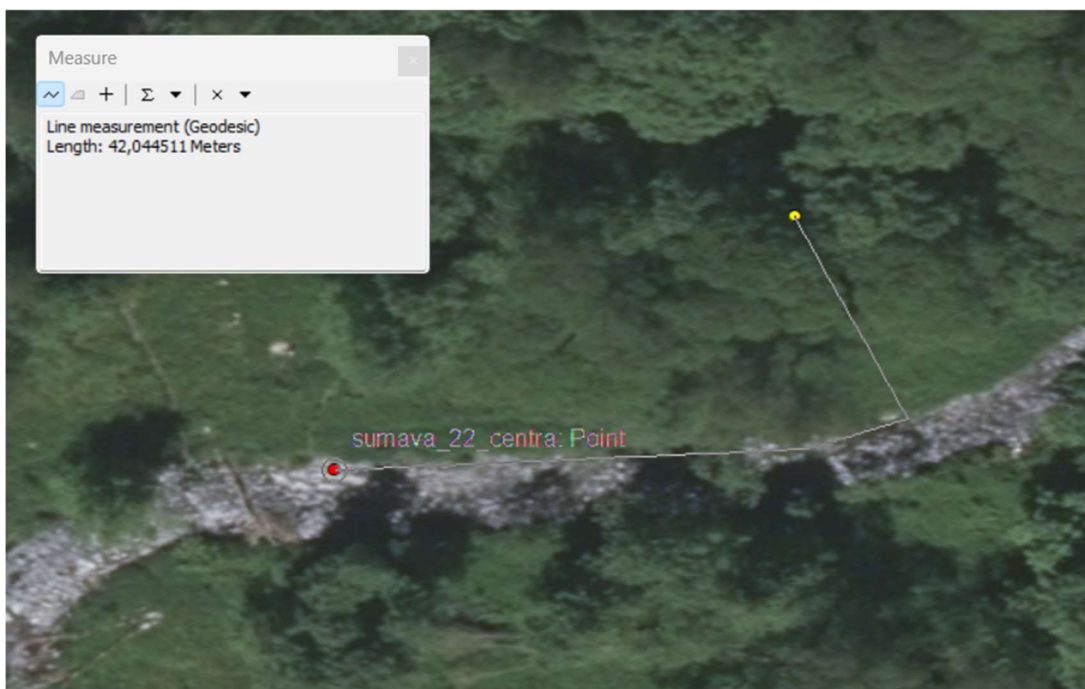 Measure
Line measurement (Geodesic)
Length: 42,044511 Meters
sumava_22_centra: Point